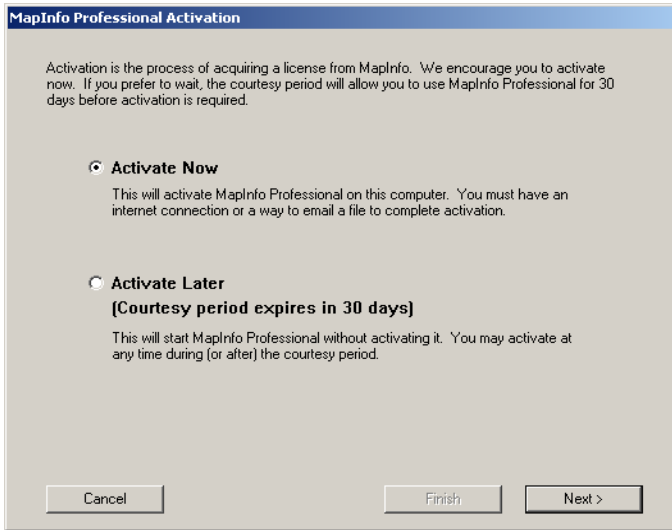 MapInfo Professional Activation
Activation is the process of acquiring a license from MapInfo. We encourage you to activate
now. If you prefer to wait, the courtesy period will allow you to use MapInfo Professional for 30
days before activation is required.
Activate Now
This will activate MapInfo Professional on this computer. You must have an
internet connection or a way to email a file to complete activation.
Activate Later
(Courtesy period expires in 30 days)
This will start MapInfo Professional without activating it. You may activate at
any time during (or after) the courtesy period.
Cancel
Finish
Next >